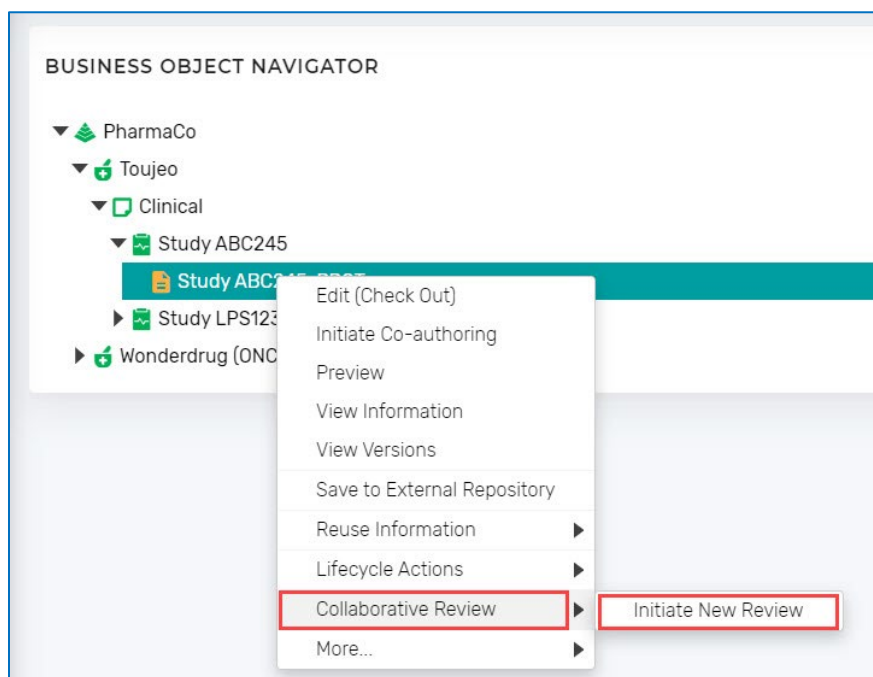 BUSINESS OBJECT NAVIGATOR
PharmaCo
Toujeo
Clinical
Study ABC245
Study
Study LPS123
Wonderdrug (ONC
Edit (Check Out)
Initiate Co-authoring
Preview
View Information
View Versions
Save to External Repository
Reuse Information
Lifecycle Actions
Collaborative Review
Initiate New Review
More...